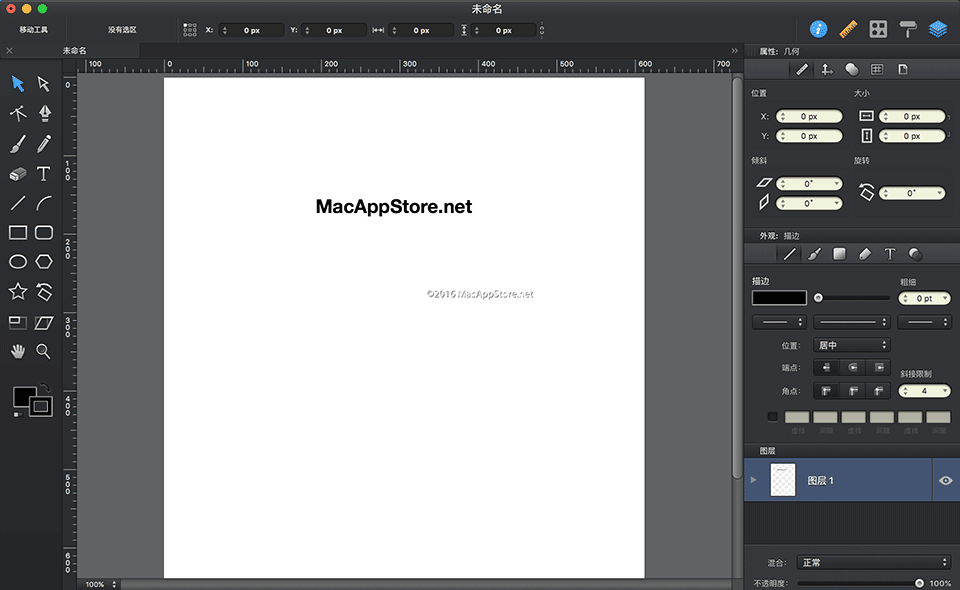 未命名
移动工具 没有选区 X: 0 px Y: 0 px 0 px 0 px
未命名
属性: 几何
100 0 100 200 300 400 500 600 700
0
100
200
300
400
500
600
位置 大小
X: 0 px 0 px
Y: 0 px 0 px
倾斜 旋转
0°
0°
0°
MacAppStore.net
©2016 MacAppStore.net
外观: 描边
描边 粗细
0 pt
位置: 居中
端点:
斜接限制
角点: 4
虚线 间隔 虚线 间隔 虚线 间隔
图层
图层 1
混合: 正常
不透明度: 100%
100%